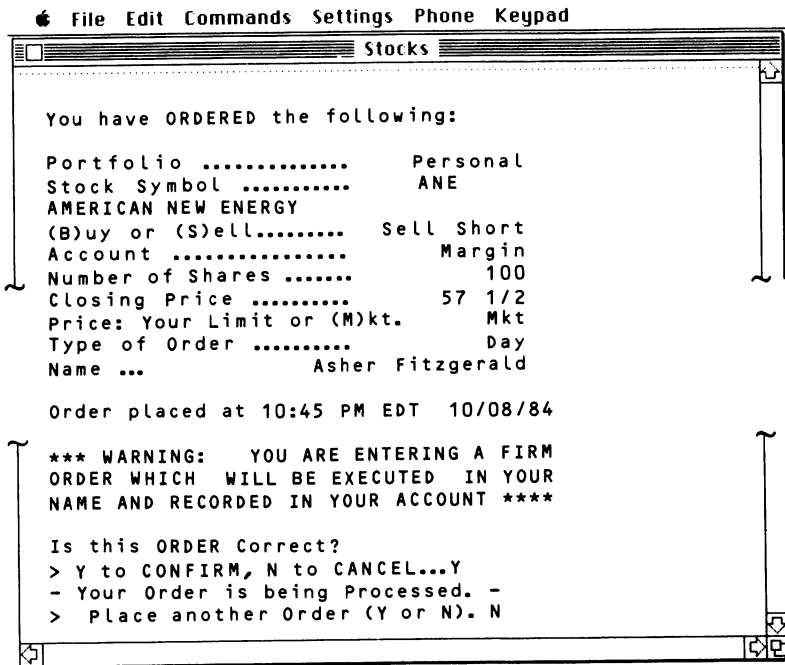 File Edit Commands Settings Phone Keypad
Stocks
You have ORDERED the following:
Portfolio .............. Personal
Stock Symbol ........... ANE
AMERICAN NEW ENERGY
(B)uy or (S)ell......... Sell Short
Account ................ Margin
Number of Shares ....... 100
Closing Price .......... 57 1/2
Price: Your Limit or (M)kt. Mkt
Type of Order .......... Day
Name ... Asher Fitzgerald
Order placed at 10:45 PM EDT 10/08/84
*** WARNING: YOU ARE ENTERING A FIRM
ORDER WHICH WILL BE EXECUTED IN YOUR
NAME AND RECORDED IN YOUR ACCOUNT ****
Is this ORDER Correct?
> Y to CONFIRM, N to CANCEL...Y
- Your Order is being Processed. -
> Place another Order (Y or N). N